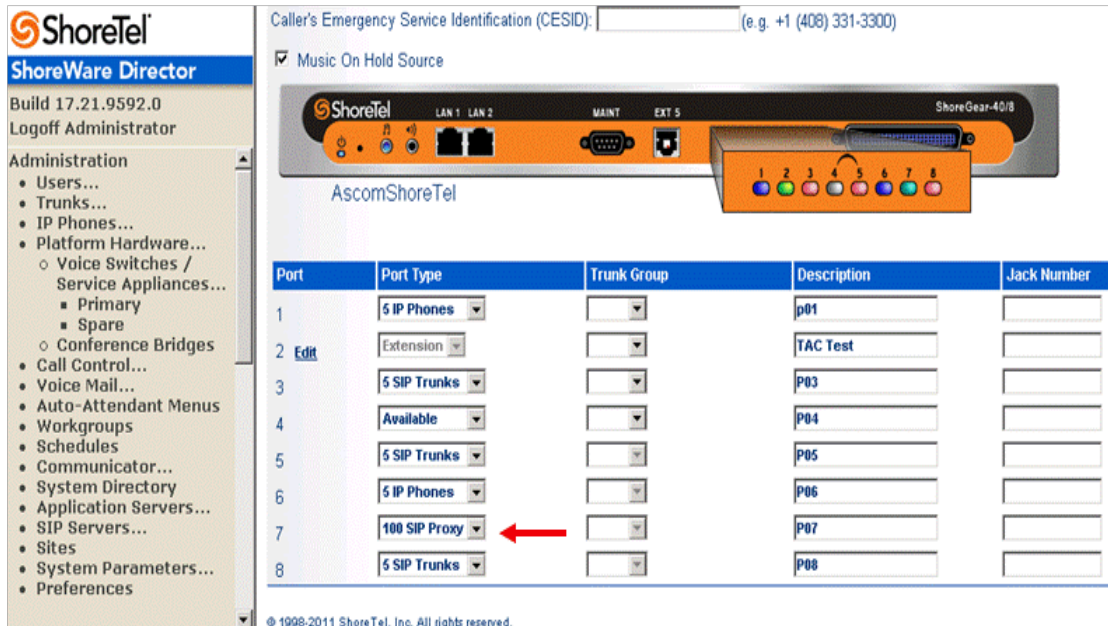 ShoreTel
ShoreWare Director
Build 17.21.9592.0
Logoff Administrator
Administration
Users...
Trunks...
IP Phones...
Platform Hardware...
Voice Switches /
Service Appliances...
Primary
Spare
Conference Bridges
Call Control...
Voice Mail...
Auto-Attendant Menus
Workgroups
Schedules
Communicator...
System Directory
Application Servers...
SIP Servers...
Sites
System Parameters...
Preferences
Caller's Emergency Service Identification (CESID): (e.g. +1 (408) 331-3300)
Music On Hold Source
ShoreTel LAN 1 LAN 2 MAINT EXT 5 ShoreGear-40/8
1 2 3 4 5 6 7 8
AscomShoreTel
Port Port Type Trunk Group Description Jack Number
1 5 IP Phones p01
2 Edit Extension TAC Test
3 5 SIP Trunks P03
4 Available P04
5 5 SIP Trunks P05
6 5 IP Phones P06
7 100 SIP Proxy P07
8 5 SIP Trunks P08
© 1998-2011 ShoreTel, Inc. All rights reserved.